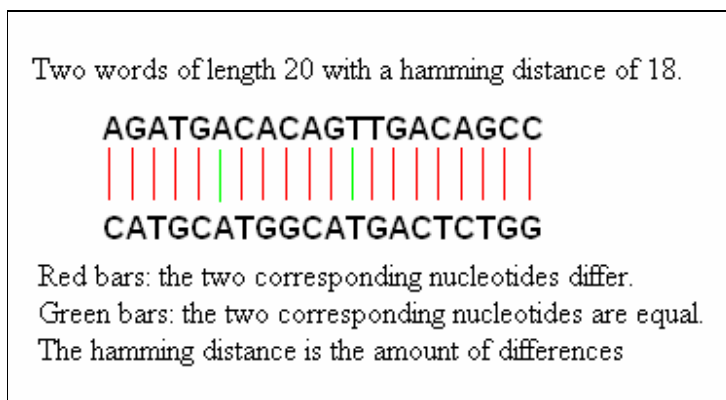 Two words of length 20 with a hamming distance of 18.
AGATGACACAGTTGACAGCC
CATGCATGGCATGACTCTGG
Red bars: the two corresponding nucleotides differ.
Green bars: the two corresponding nucleotides are equal.
The hamming distance is the amount of differences